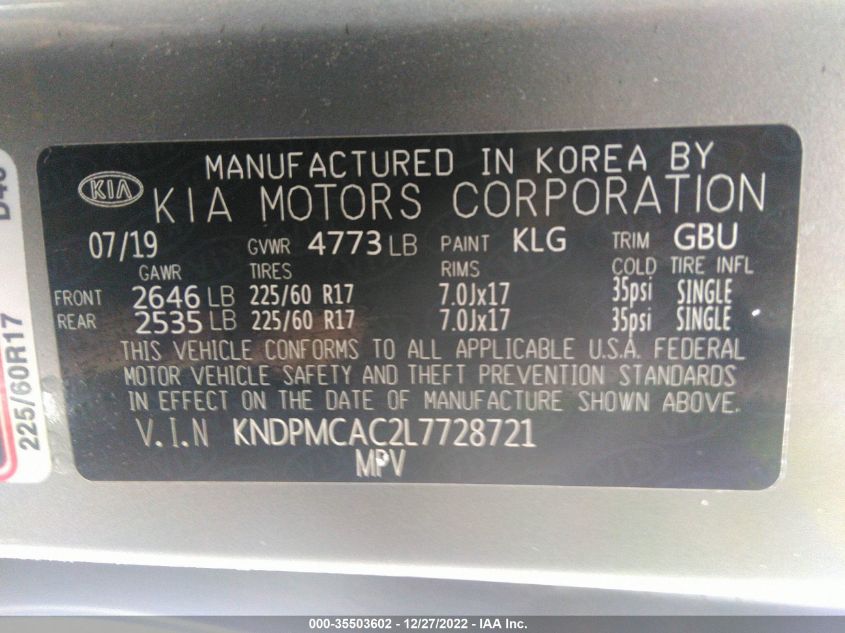 MANUFACTURED IN KOREA BY
KIA KIA MOTORS CORPORATION
07/19 GVWR 4773 LB PAINT KLG TRIM GBU
GAWR TIRES RIMS COLD TIRE INFL
FRONT 2646 LB 225/60 R17 7.0Jx17 35psi SINGLE
REAR 2535 LB 225/60 R17 7.0Jx17 35psi SINGLE
THIS VEHICLE CONFORMS TO ALL APPLICABLE U.S.A. FEDERAL
MOTOR VEHICLE SAFETY AND THEFT PREVENTION STANDARDS
IN EFFECT ON THE DATE OF MANUFACTURE SHOWN ABOVE.
V.I.N KNDPMCAC2L7728721
MPV
225/60R17
000-35503602 - 12/27/2022 - IAA Inc.